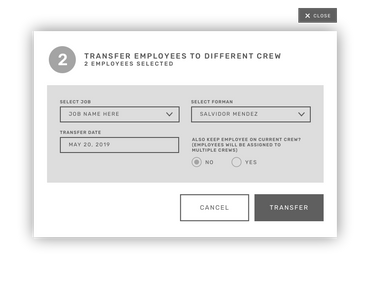 CLOSE
2
TRANSFER EMPLOYEES TO DIFFERENT CREW
2 EMPLOYEES SELECTED
SELECT JOB
JOB NAME HERE
SELECT FORMAN
SALVIDOR MENDEZ
TRANSFER DATE
MAY 20, 2019
ALSO KEEP EMPLOYEE ON CURRENT CREW?
(EMPLOYEES WILL BE ASSIGNED TO
MULTIPLE CREWS)
NO
YES
CANCEL
TRANSFER